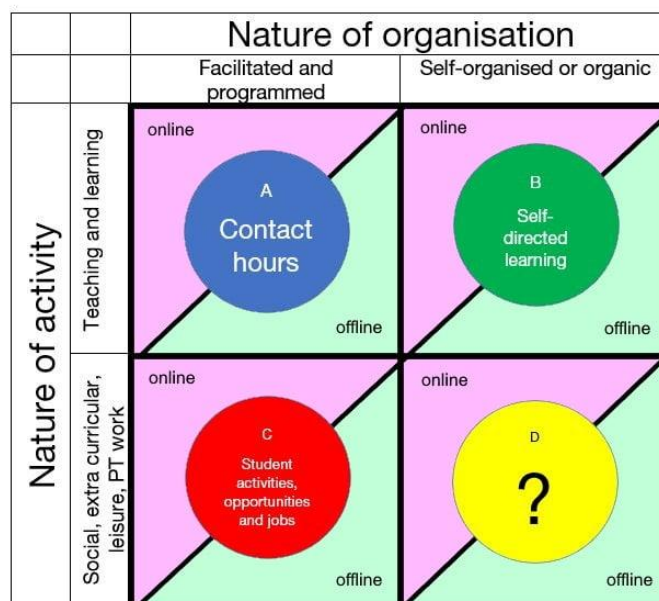 Nature of organisation
Facilitated and
programmed
Self-organised or organic
Nature of activity
Teaching and learning
online
A
Contact
hours
offline
online
B
Self-
directed
learning
offline
Social, extra curricular,
leisure, PT work
online
C
Student
activities,
opportunities
and jobs
offline
online
D
?
offline